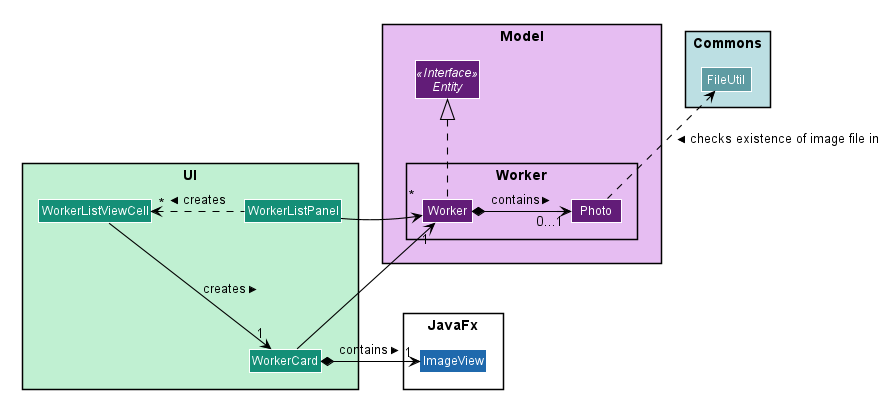 Model
Commons
«Interface»
Entity
FileUtil
◄ checks existence of image file in
UI
Worker
WorkerListViewCell
* ◄ creates
WorkerListPanel
*
Worker
contains ►
Photo
0...1
1
creates ►
1
JavaFx
WorkerCard
contains ►
1
ImageView